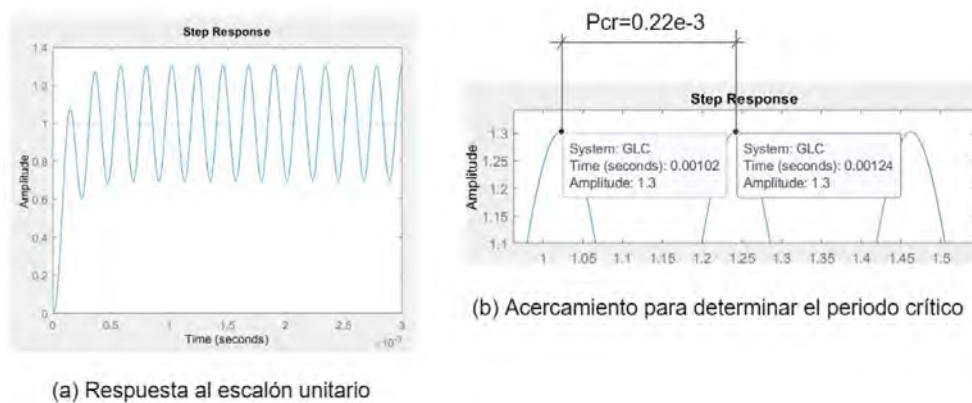 Pcr=0.22e-3
Step Response
1.4
1.2
1
0.8
0.6
0.4
0.2
0
Amplitude
0
0.5
1
1.5
2
2.5
3
Time (seconds)
(a) Respuesta al escalón unitario
Step Response
1.3
1.25
1.2
1.15
1.1
Amplitude
System: GLC
Time (seconds): 0.00102
Amplitude: 1.3
System: GLC
Time (seconds): 0.00124
Amplitude: 1.3
1
1.05
1.1
1.15
1.2
1.25
1.3
1.35
1.4
1.45
1.5
(b) Acercamiento para determinar el periodo crítico